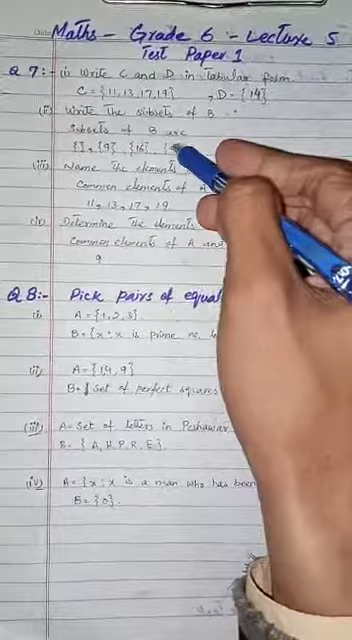 Maths - Grade 6 - Lecture 5
Test Paper 1
Q 7:- (i) Write C and D in tabular form
C = {11, 13, 17, 19} , D = {14}
(ii) Write the subsets of B
Subsets of B are
{ }, {9}, {16}, {
(iii) Name the elements
Common elements of A
11, 13, 17, 19
(iv) Determine the elements
Common elements of A and
9
Q 8:- Pick pairs of equal
(i) A = {1, 2, 3}
B = {x : x is prime no.
(ii) A = {1, 4, 9}
B = { Set of perfect squares
(iii) A = Set of letters in Peshawar
B = { A, H, P, R, E}.
(iv) A = {x : x is a man who has been
B = {0}.